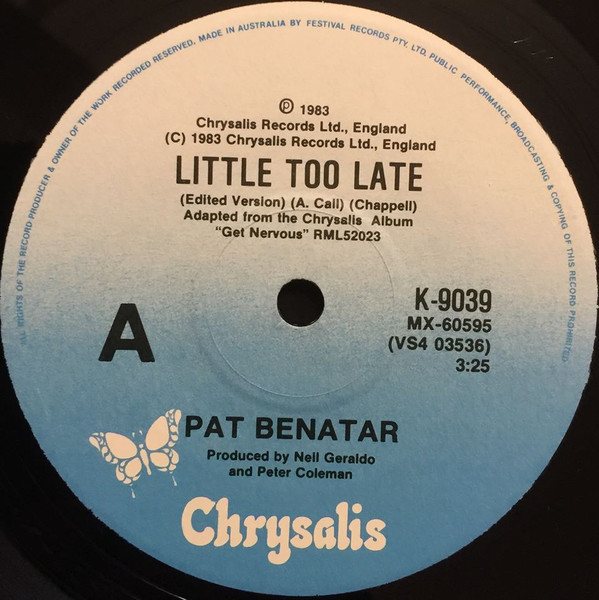 ALL RIGHTS OF THE RECORD PRODUCER & OWNER OF THE WORK RECORDED RESERVED. MADE IN AUSTRALIA BY FESTIVAL RECORDS PTY. LTD. PUBLIC PERFORMANCE, BROADCASTING & COPYING OF THIS RECORD PROHIBITED
℗ 1983
Chrysalis Records Ltd., England
(C) 1983 Chrysalis Records Ltd., England
LITTLE TOO LATE
(Edited Version) (A. Call) (Chappell)
Adapted from the Chrysalis Album
"Get Nervous" RML52023
A
K-9039
MX-60595
(VS4 03536)
3:25
PAT BENATAR
Produced by Neil Geraldo
and Peter Coleman
Chrysalis